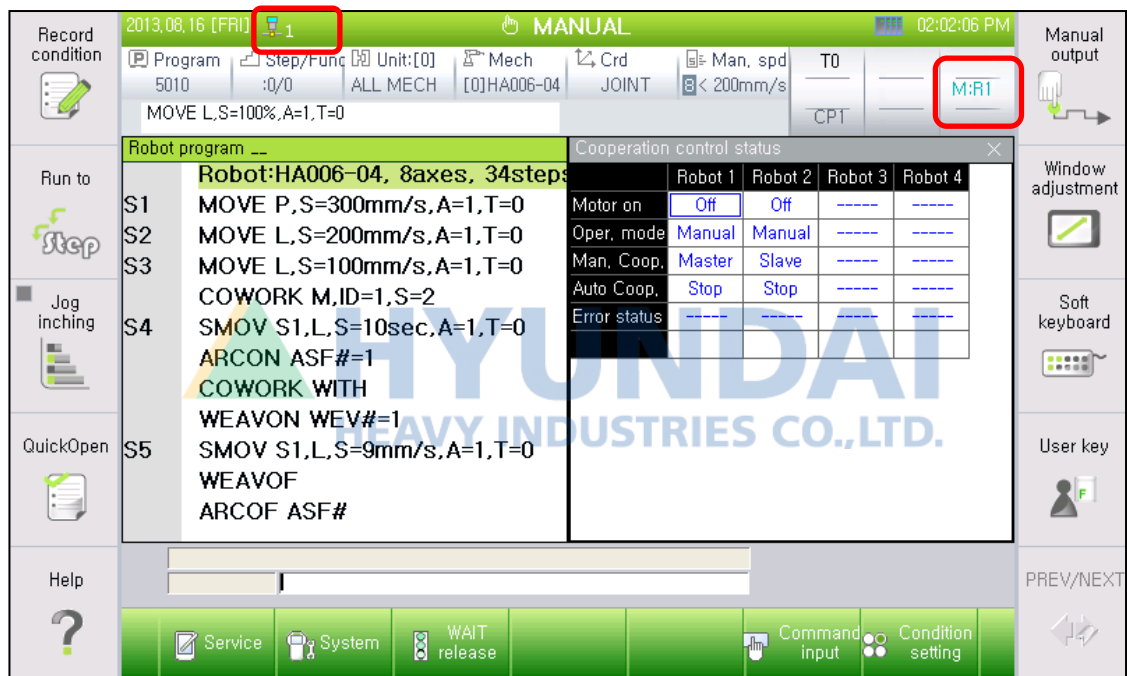 Record condition
2013,08,16 [FRI] 1 MANUAL 02:02:06 PM
Manual output
Program Step/Func Unit:[0] Mech Crd Man, spd T0
5010 :0/0 ALL MECH [0]HA006-04 JOINT 8< 200mm/s M:R1
MOVE L,S=100%,A=1,T=0 CP1
Robot program __ Cooperation control status
Robot:HA006-04, 8axes, 34steps
Robot 1 Robot 2 Robot 3 Robot 4
Motor on Off Off ----- -----
Oper, mode Manual Manual ----- -----
Man, Coop, Master Slave ----- -----
Auto Coop, Stop Stop ----- -----
Error status ----- ----- ----- -----
S1 MOVE P,S=300mm/s,A=1,T=0
S2 MOVE L,S=200mm/s,A=1,T=0
S3 MOVE L,S=100mm/s,A=1,T=0
COWORK M,ID=1,S=2
S4 SMOV S1,L,S=10sec,A=1,T=0
ARCON ASF#=1
COWORK WITH
WEAVON WEV#=1
S5 SMOV S1,L,S=9mm/s,A=1,T=0
WEAVOF
ARCOF ASF#
HYUNDAI
HEAVY INDUSTRIES CO.,LTD.
Run to
Step
Jog inching
QuickOpen
Help
?
Window adjustment
Soft keyboard
User key
F
PREV/NEXT
Service System WAIT release Command input Condition setting